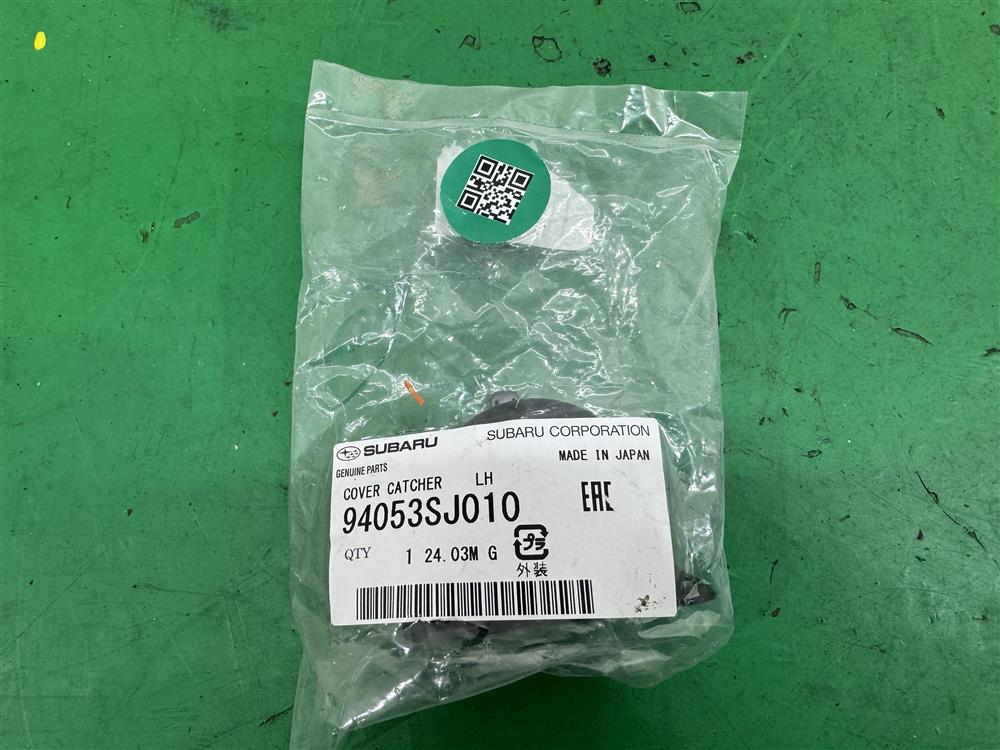 SUBARU
SUBARU CORPORATION
GENUINE PARTS
MADE IN JAPAN
COVER CATCHER LH
94053SJ010
EAC
QTY 1 24.03M G
プラ
外装